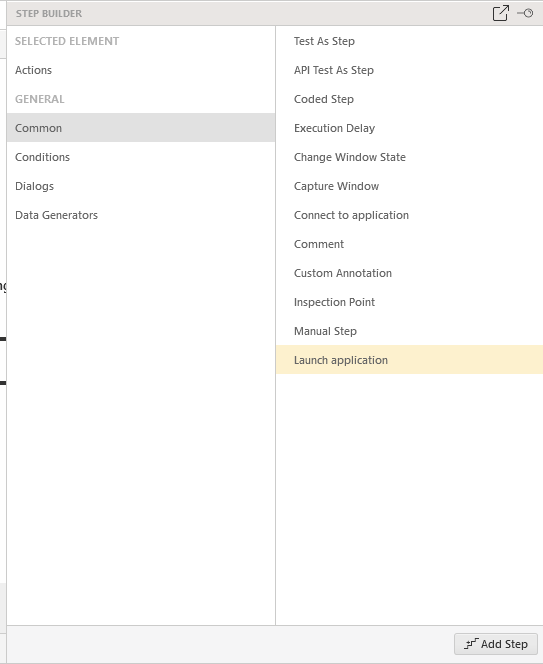 STEP BUILDER
SELECTED ELEMENT
Actions
GENERAL
Common
Conditions
Dialogs
Data Generators
Test As Step
API Test As Step
Coded Step
Execution Delay
Change Window State
Capture Window
Connect to application
Comment
Custom Annotation
Inspection Point
Manual Step
Launch application
Add Step